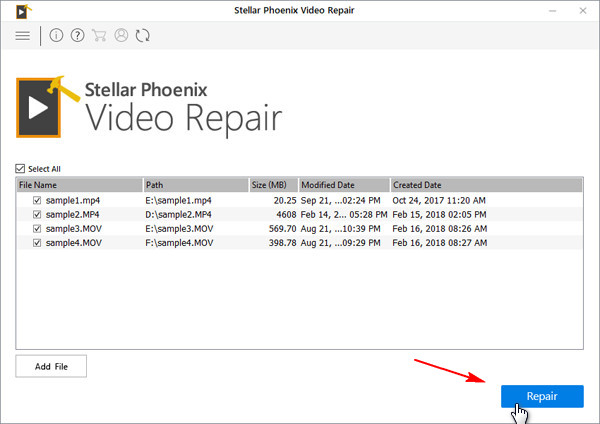 Stellar Phoenix Video Repair
Stellar Phoenix
Video Repair
Select All
File Name Path Size (MB) Modified Date Created Date
sample1.mp4 E:\sample1.mp4 20.25 Sep 21, ...02:24 PM Oct 24, 2017 11:20 AM
sample2.MP4 D:\sample2.MP4 4608 Feb 14, 2... 05:28 PM Feb 15, 2018 02:05 PM
sample3.MOV E:\sample3.MOV 569.70 Aug 21, ...10:39 PM Feb 16, 2018 08:26 AM
sample4.MOV F:\sample4.MOV 398.78 Aug 21, ...09:29 PM Feb 16, 2018 08:27 AM
Add File
Repair